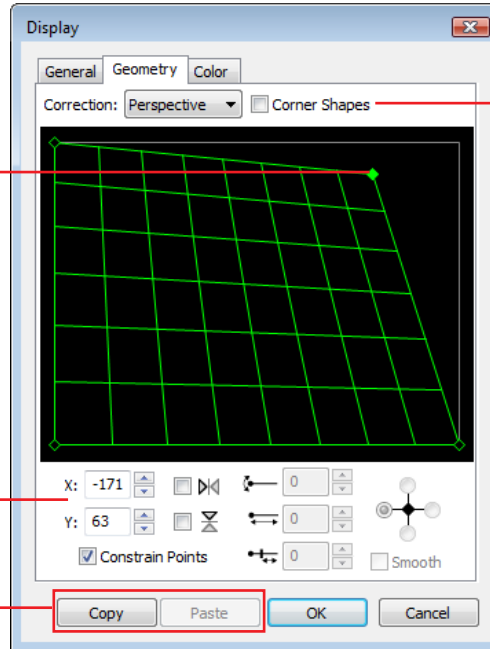 Display
General Geometry Color
Correction: Perspective Corner Shapes
X: -171 0
Y: 63 0
Constrain Points 0 Smooth
Copy Paste OK Cancel